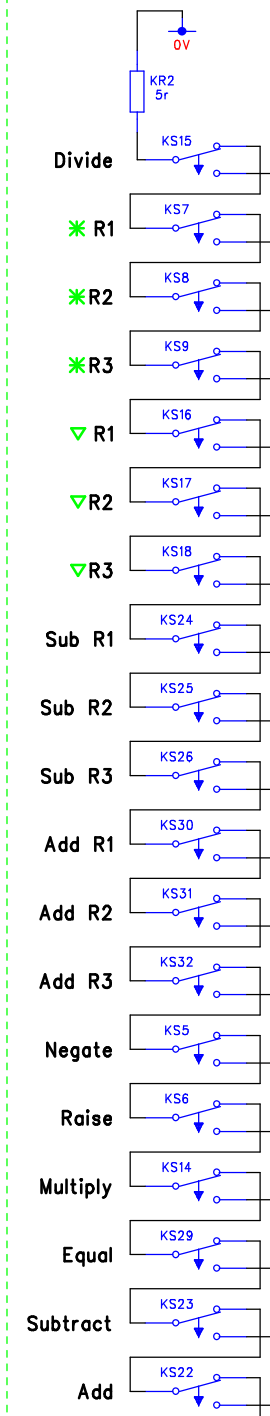 0V
KR2
5r
KS15
Divide
KS7
R1
KS8
R2
KS9
R3
KS16
R1
KS17
R2
KS18
R3
KS24
Sub R1
KS25
Sub R2
KS26
Sub R3
KS30
Add R1
KS31
Add R2
KS32
Add R3
KS5
Negate
KS6
Raise
KS14
Multiply
KS29
Equal
KS23
Subtract
KS22
Add